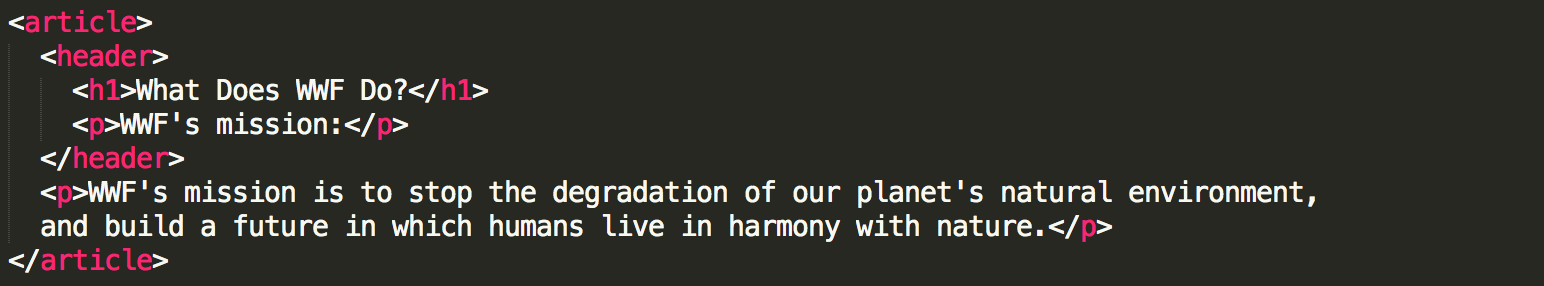 <article>
<header>
<h1>What Does WWF Do?</h1>
<p>WWF's mission:</p>
</header>
<p>WWF's mission is to stop the degradation of our planet's natural environment,
and build a future in which humans live in harmony with nature.</p>
</article>